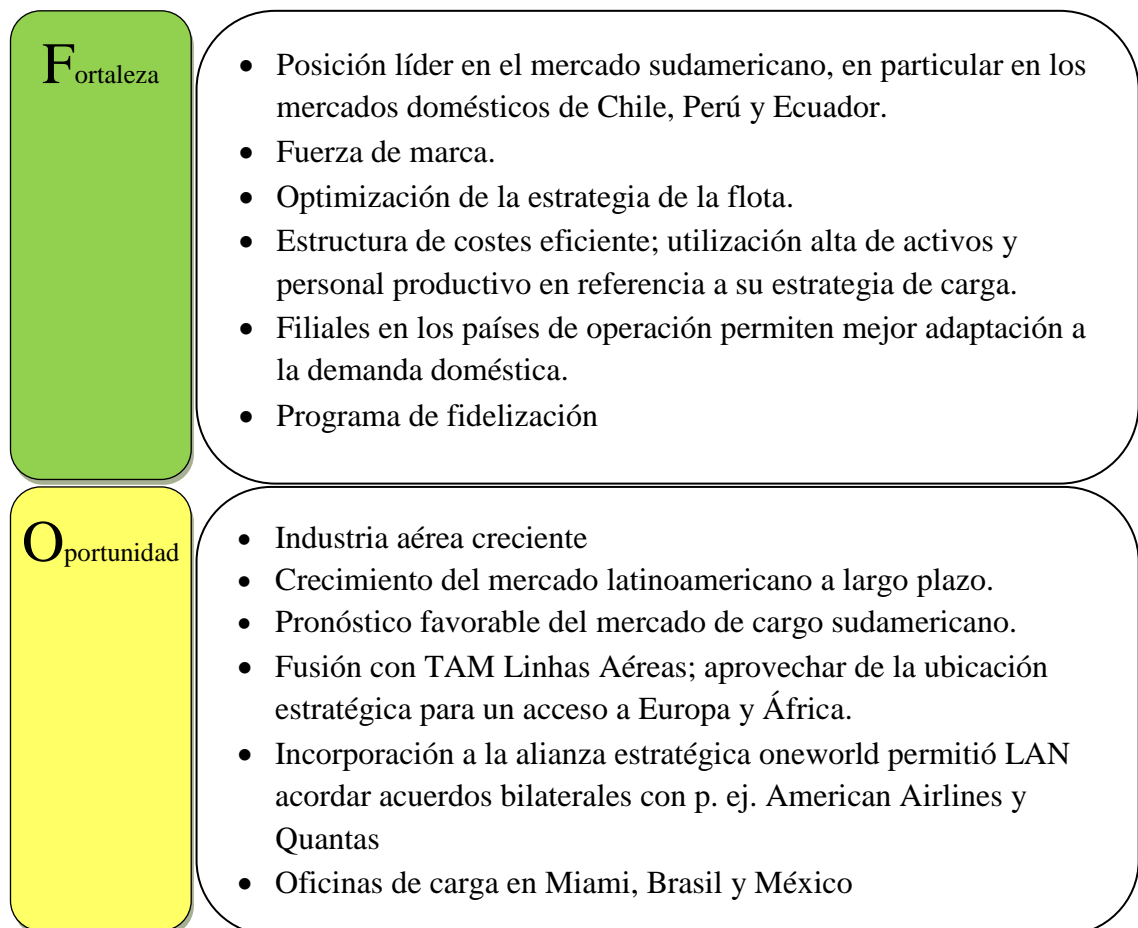 Fortaleza
• Posición líder en el mercado sudamericano, en particular en los
mercados domésticos de Chile, Perú y Ecuador.
• Fuerza de marca.
• Optimización de la estrategia de la flota.
• Estructura de costes eficiente; utilización alta de activos y
personal productivo en referencia a su estrategia de carga.
• Filiales en los países de operación permiten mejor adaptación a
la demanda doméstica.
• Programa de fidelización
Oportunidad
• Industria aérea creciente
• Crecimiento del mercado latinoamericano a largo plazo.
• Pronóstico favorable del mercado de cargo sudamericano.
• Fusión con TAM Linhas Aéreas; aprovechar de la ubicación
estratégica para un acceso a Europa y África.
• Incorporación a la alianza estratégica oneworld permitió LAN
acordar acuerdos bilaterales con p. ej. American Airlines y
Quantas
• Oficinas de carga en Miami, Brasil y México